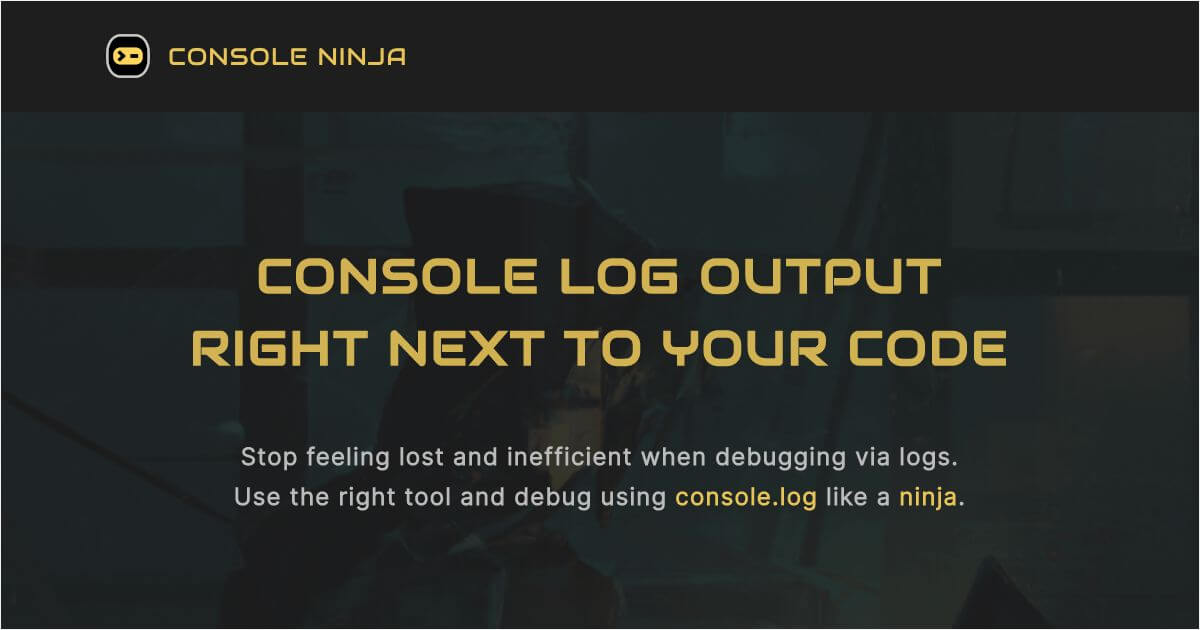 CONSOLE NINJA
CONSOLE LOG OUTPUT
RIGHT NEXT TO YOUR CODE
Stop feeling lost and inefficient when debugging via logs.
Use the right tool and debug using console.log like a ninja.